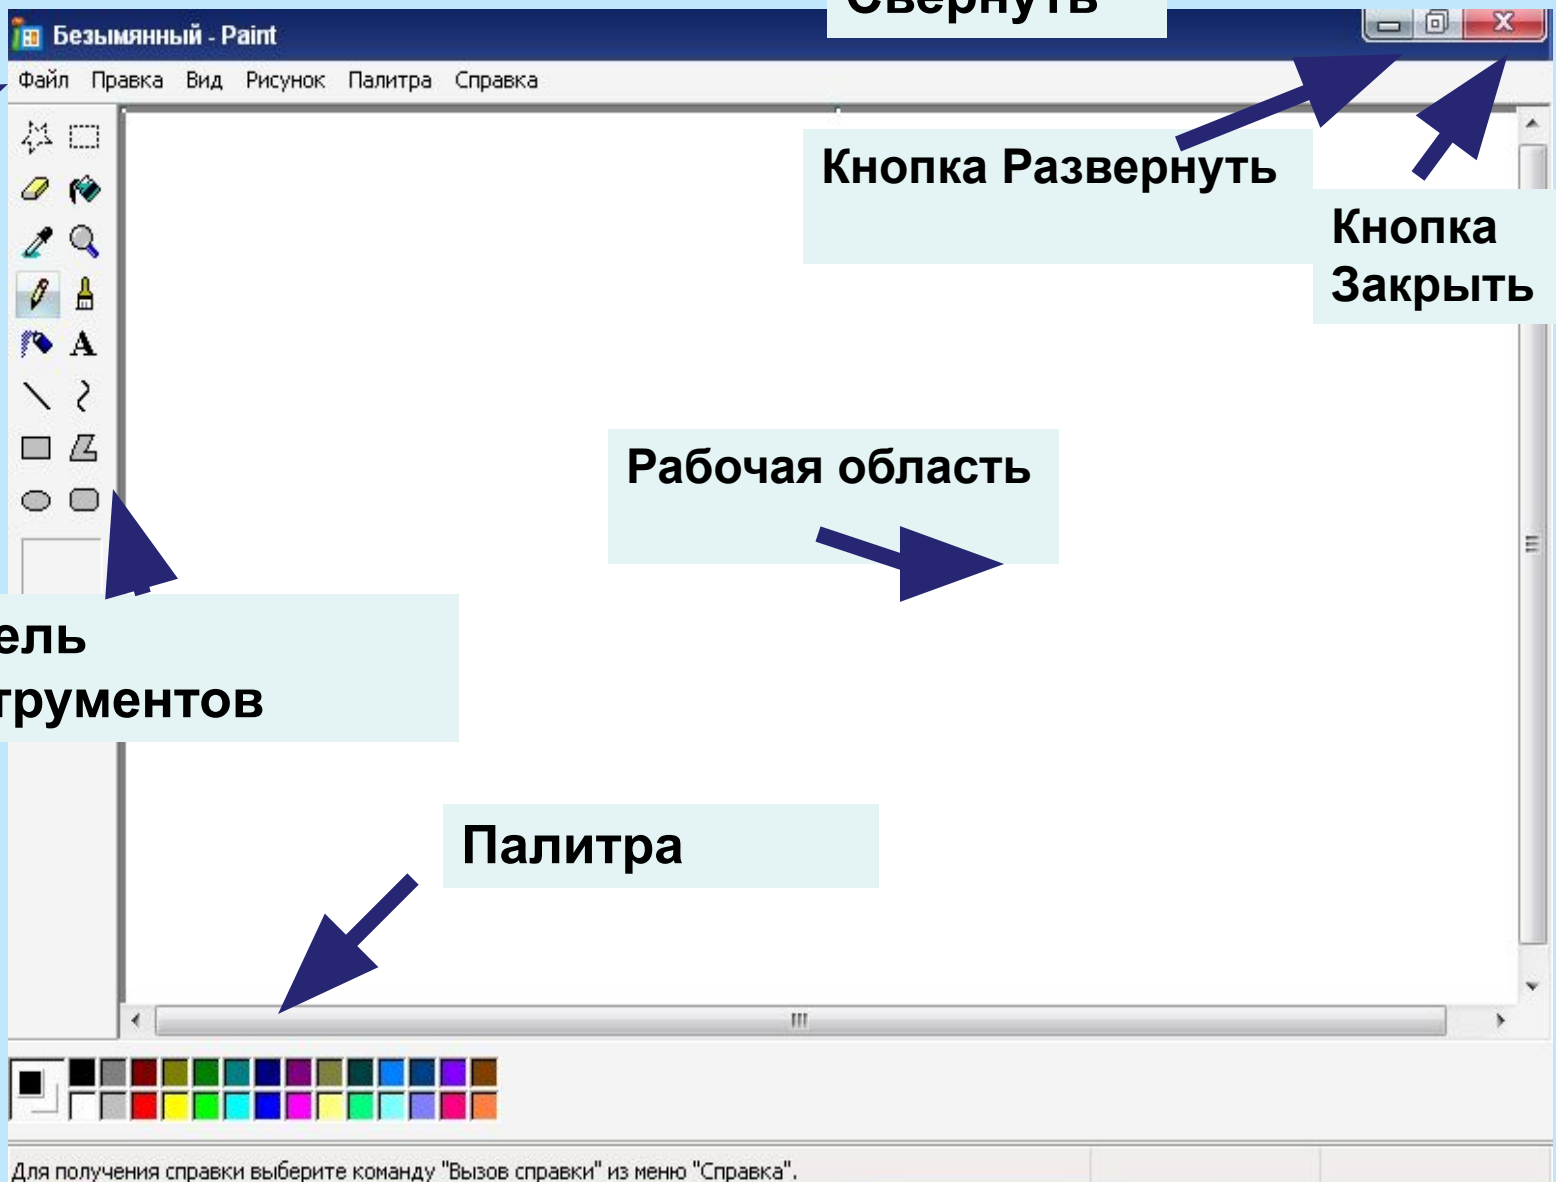 Свернуть
Безымянный - Paint
Файл Правка Вид Рисунок Палитра Справка
Кнопка Развернуть
Кнопка
Закрыть
A
Рабочая область
ель
трументов
Палитра
Для получения справки выберите команду "Вызов справки" из меню "Справка".